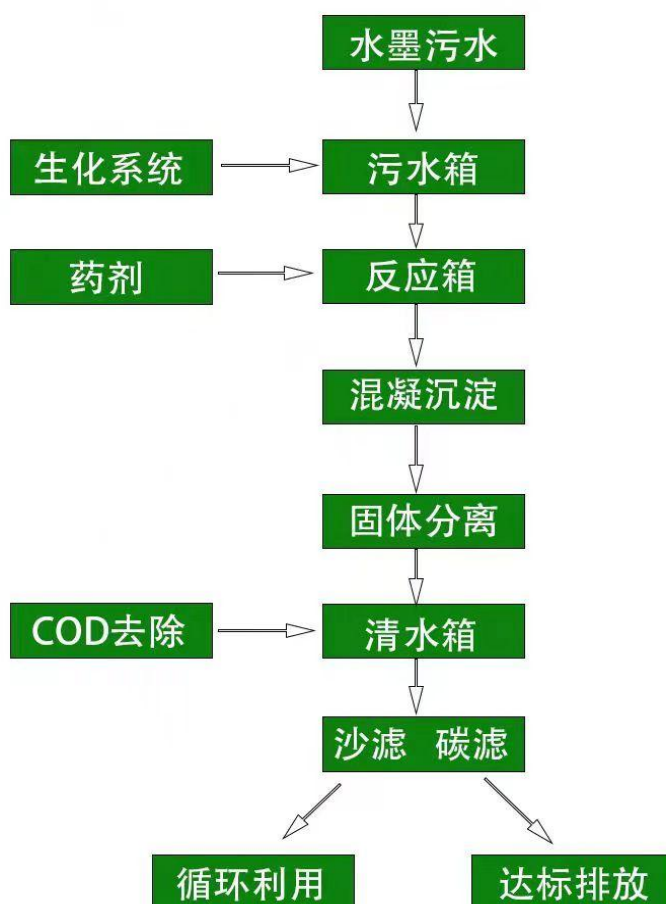 水墨污水
生化系统
污水箱
药剂
反应箱
混凝沉淀
固体分离
COD去除
清水箱
沙滤 碳滤
循环利用
达标排放